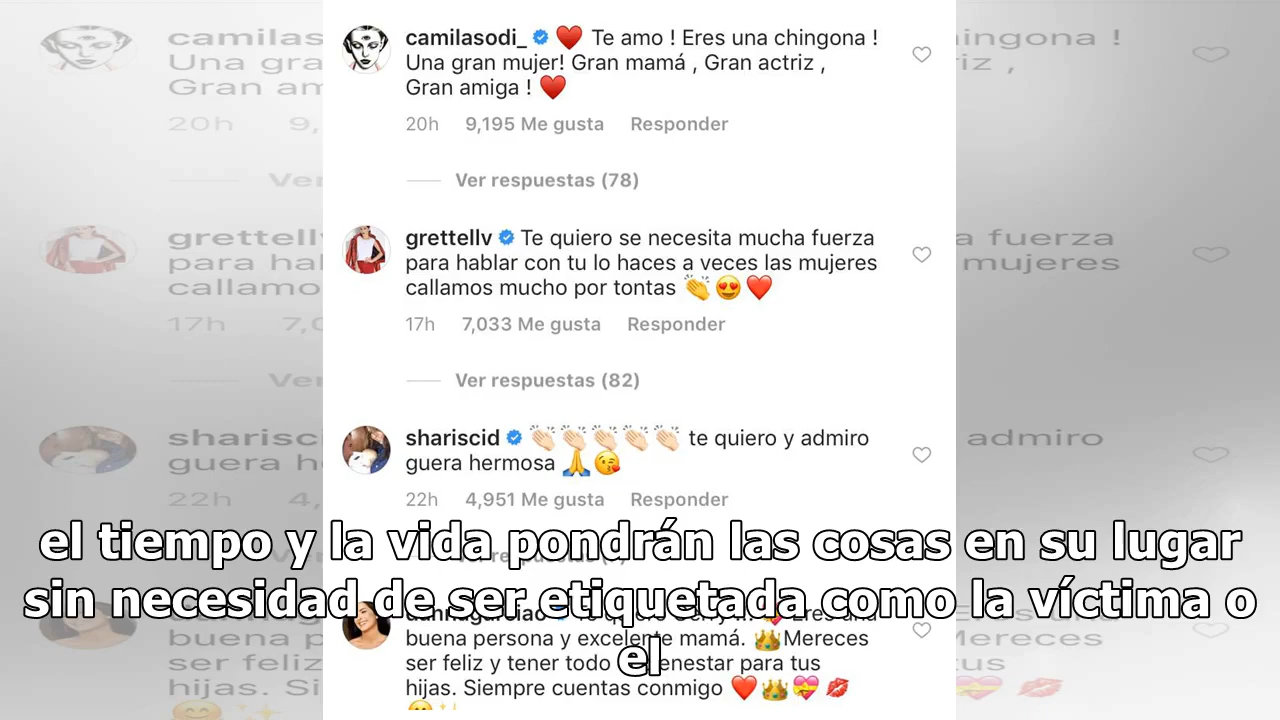 camilasodi_ ❤️ Te amo ! Eres una chingona !
Una gran mujer! Gran mamá , Gran actriz ,
Gran amiga ! ❤️
20h 9,195 Me gusta Responder
Ver respuestas (78)
grettellv Te quiero se necesita mucha fuerza
para hablar con tu lo haces a veces las mujeres
callamos mucho por tontas 👏😍❤️
17h 7,033 Me gusta Responder
Ver respuestas (82)
shariscid 👏🏻👏🏻👏🏻👏🏻👏🏻 te quiero y admiro
guera hermosa 🙏😘
22h 4,951 Me gusta Responder
el tiempo y la vida pondrán las cosas en su lugar
sin necesidad de ser etiquetada como la víctima o
el
buena persona y excelente mamá. 👑Mereces
ser feliz y tener todo bienestar para tus
hijas. Siempre cuentas conmigo ❤️👑💝💋